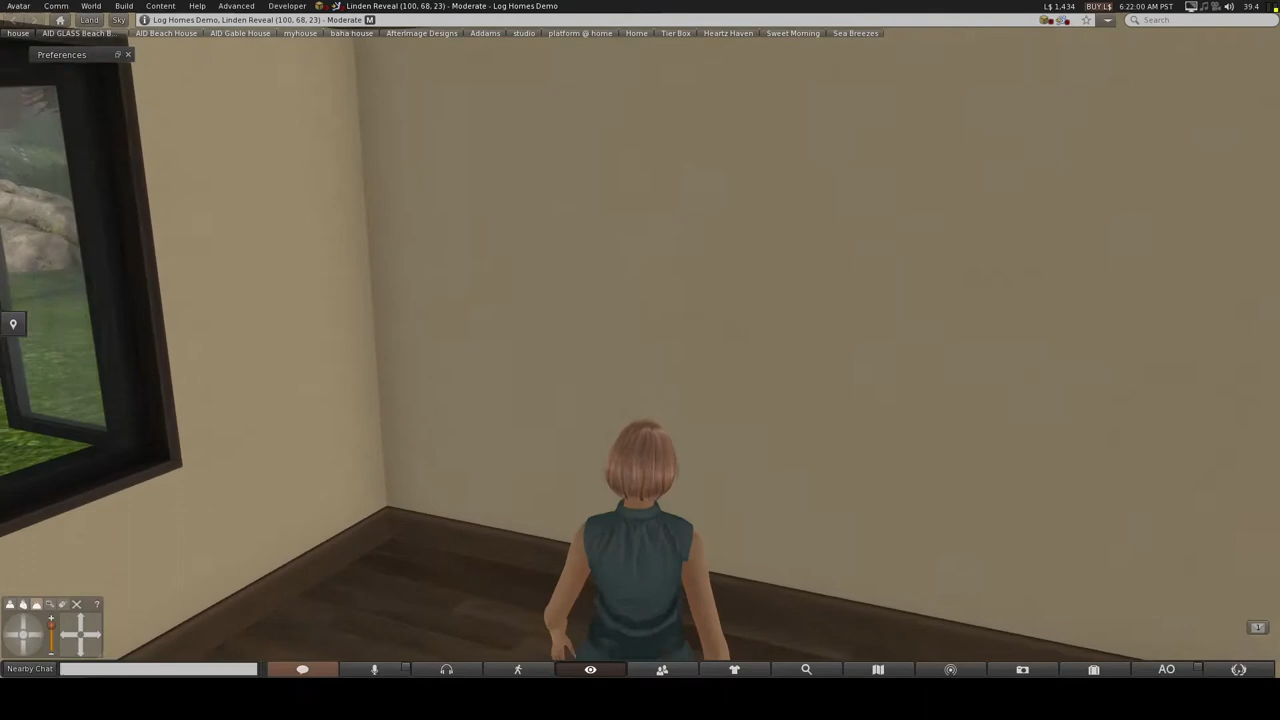 Avatar Comm World Build Content Help Advanced Developer Linden Reveal (100, 68, 23) - Moderate - Log Homes Demo L$ 1,434 BUY L$ 6:22:00 AM PST 39.4
Land Sky Log Homes Demo, Linden Reveal (100, 68, 23) - Moderate M Search
house AID GLASS Beach B... AID Beach House AID Gable House myhouse baha house AfterImage Designs Addams studio platform @ home Home Tier Box Heartz Haven Sweet Morning Sea Breezes
Preferences
?
1
Nearby Chat AO